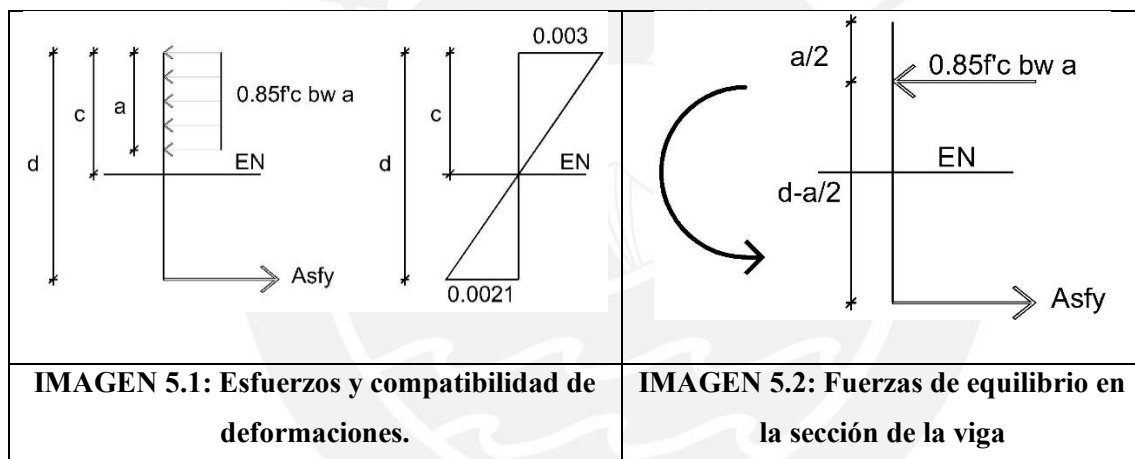 0.003
a/2
0.85f'c bw a
c
a
0.85f'c bw a
c
d
EN
d
EN
EN
d-a/2
Asfy
0.0021
Asfy
IMAGEN 5.1: Esfuerzos y compatibilidad de
deformaciones.
IMAGEN 5.2: Fuerzas de equilibrio en
la sección de la viga